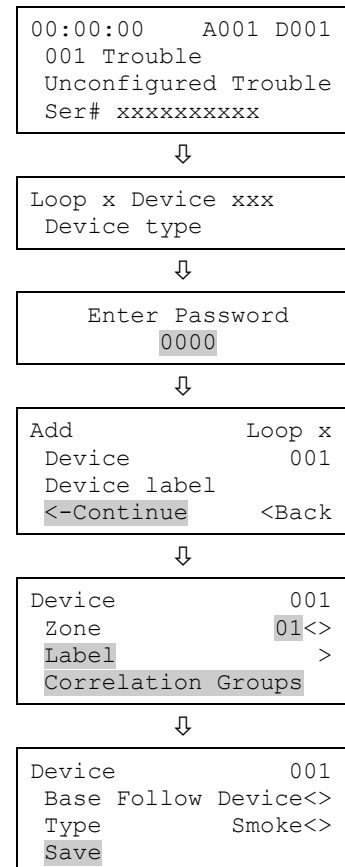 00:00:00 A001 D001
001 Trouble
Unconfigured Trouble
Ser# xxxxxxxxxx
⇩
Loop x Device xxx
Device type
⇩
Enter Password
0000
⇩
Add Loop x
Device 001
Device label
<-Continue <Back
⇩
Device 001
Zone 01<>
Label >
Correlation Groups
⇩
Device 001
Base Follow Device<>
Type Smoke<>
Save